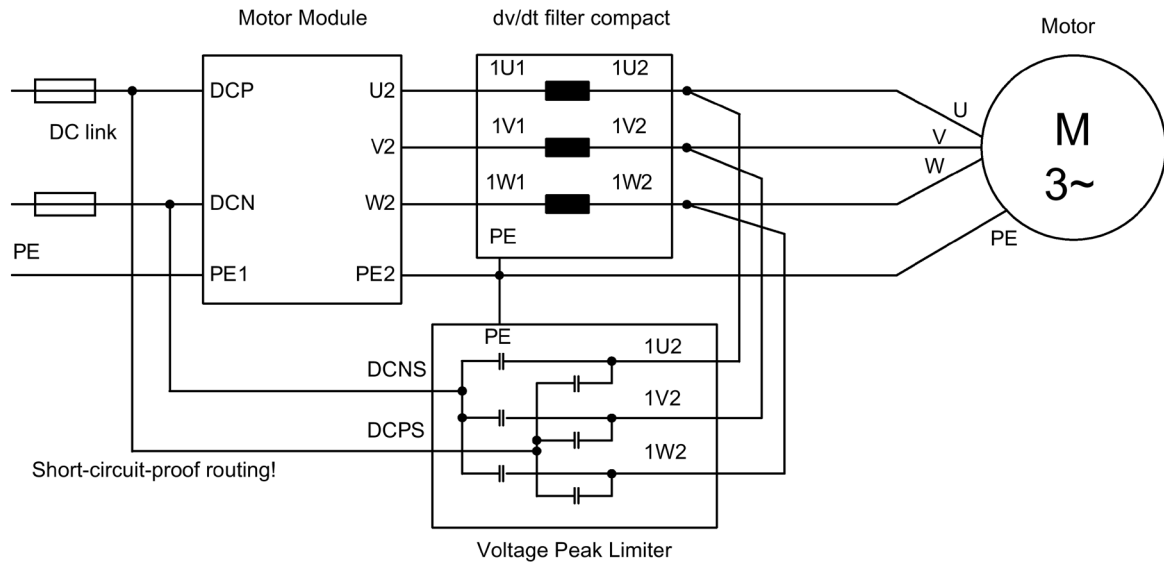 Motor Module
dv/dt filter compact
Motor
1U1
1U2
DCP
U2
U
DC link
1V1
1V2
V
V2
M
W
1W1
1W2
3~
DCN
W2
PE
PE
PE
PE1
PE2
PE
1U2
DCNS
1V2
DCPS
1W2
Short-circuit-proof routing!
Voltage Peak Limiter